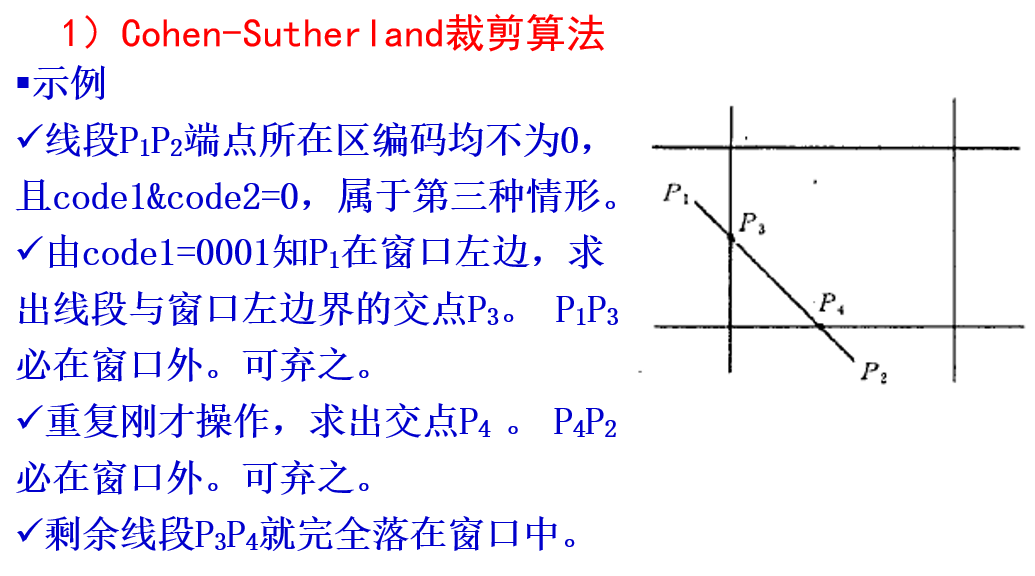 1）Cohen-Sutherland裁剪算法
▪示例
✓线段P₁P₂端点所在区编码均不为0，
且code1&code2=0，属于第三种情形。
✓由code1=0001知P₁在窗口左边，求
出线段与窗口左边界的交点P₃。 P₁P₃
必在窗口外。可弃之。
✓重复刚才操作，求出交点P₄ 。 P₄P₂
必在窗口外。可弃之。
✓剩余线段P₃P₄就完全落在窗口中。
P₁
P₃
P₄
P₂